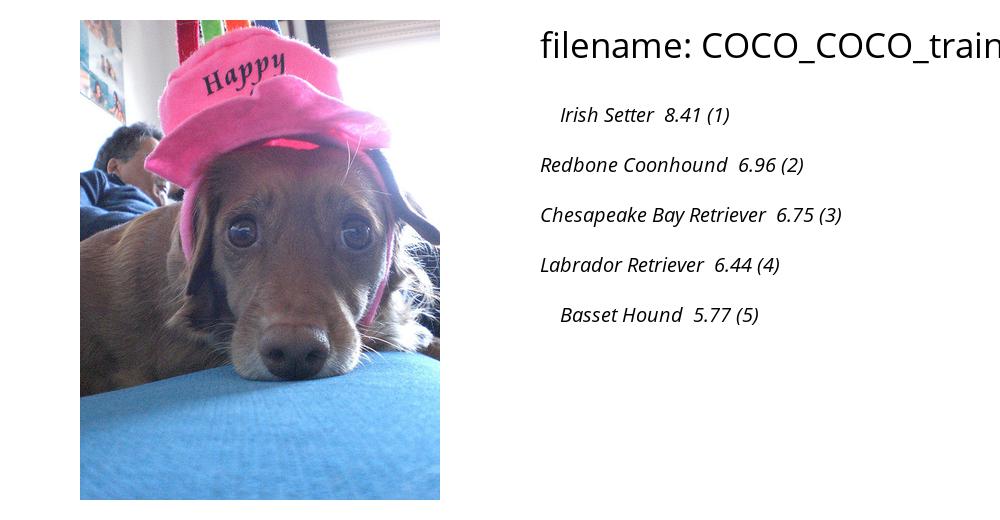 Happy
filename: COCO_COCO_train
Irish Setter 8.41 (1)
Redbone Coonhound 6.96 (2)
Chesapeake Bay Retriever 6.75 (3)
Labrador Retriever 6.44 (4)
Basset Hound 5.77 (5)